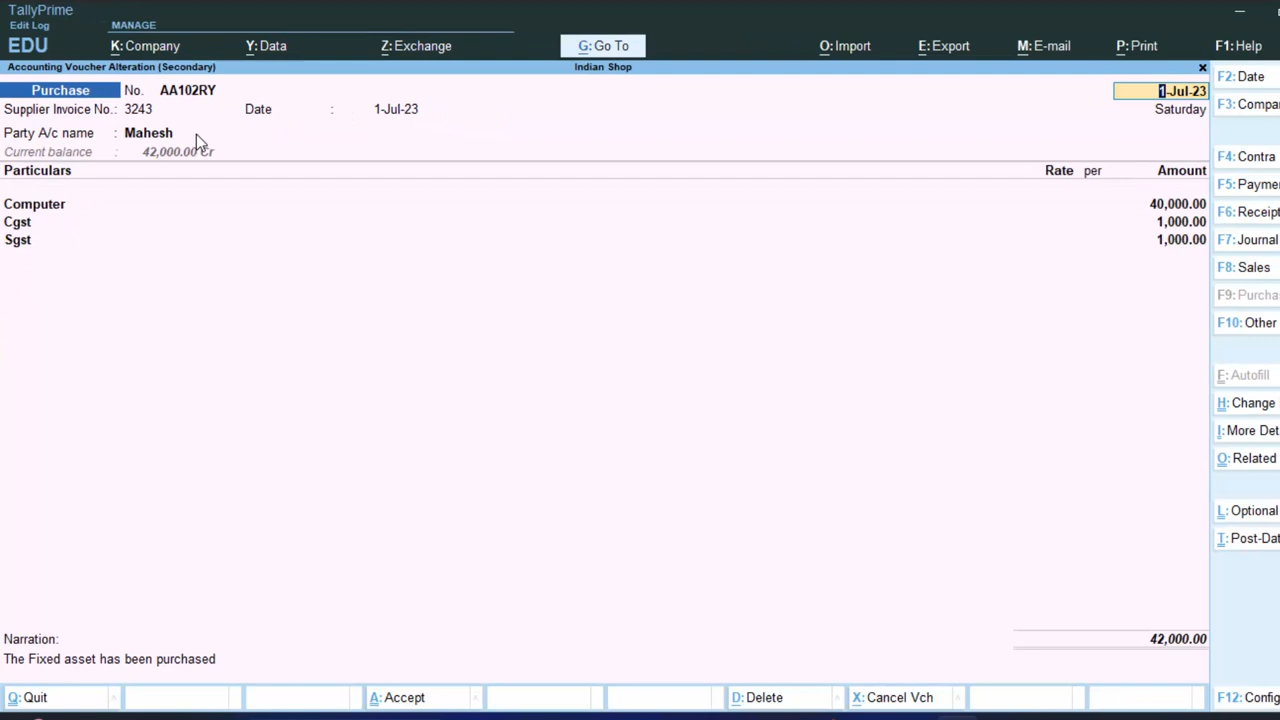 TallyPrime
Edit Log
MANAGE
EDU K: Company Y: Data Z: Exchange G: Go To O: Import E: Export M: E-mail P: Print F1: Help
Accounting Voucher Alteration (Secondary) Indian Shop x
Purchase No. AA102RY 1-Jul-23
Supplier Invoice No.: 3243 Date : 1-Jul-23 Saturday
Party A/c name : Mahesh
Current balance : 42,000.00 Cr
Particulars Rate per Amount
Computer 40,000.00
Cgst 1,000.00
Sgst 1,000.00
Narration: 42,000.00
The Fixed asset has been purchased
Q: Quit A: Accept D: Delete X: Cancel Vch F12: Config
F2: Date
F3: Compa
F4: Contra
F5: Payme
F6: Receipt
F7: Journal
F8: Sales
F9: Purcha
F10: Other
F: Autofill
H: Change
I: More Det
O: Related
L: Optional
T: Post-Dat